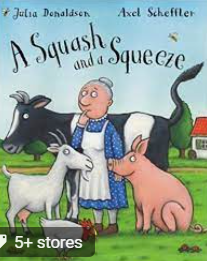 Julia Donaldson Axel Scheffler
A Squash
and a Squeeze
5+ stores